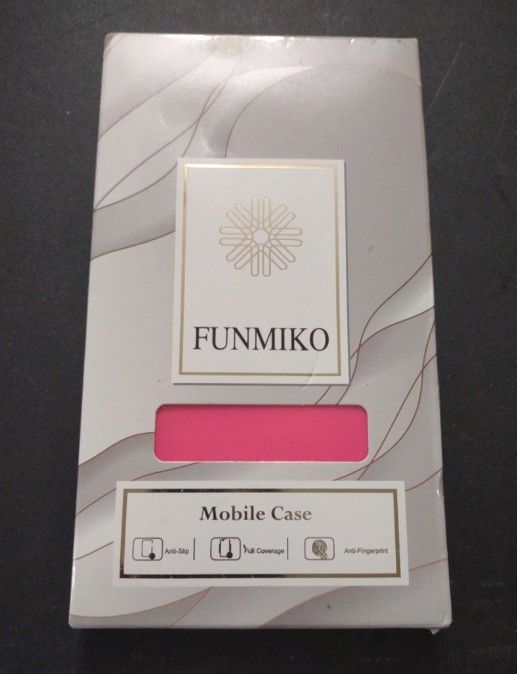 FUNMIKO
Mobile Case
Anti-Slip Full Coverage Anti-Fingerprint